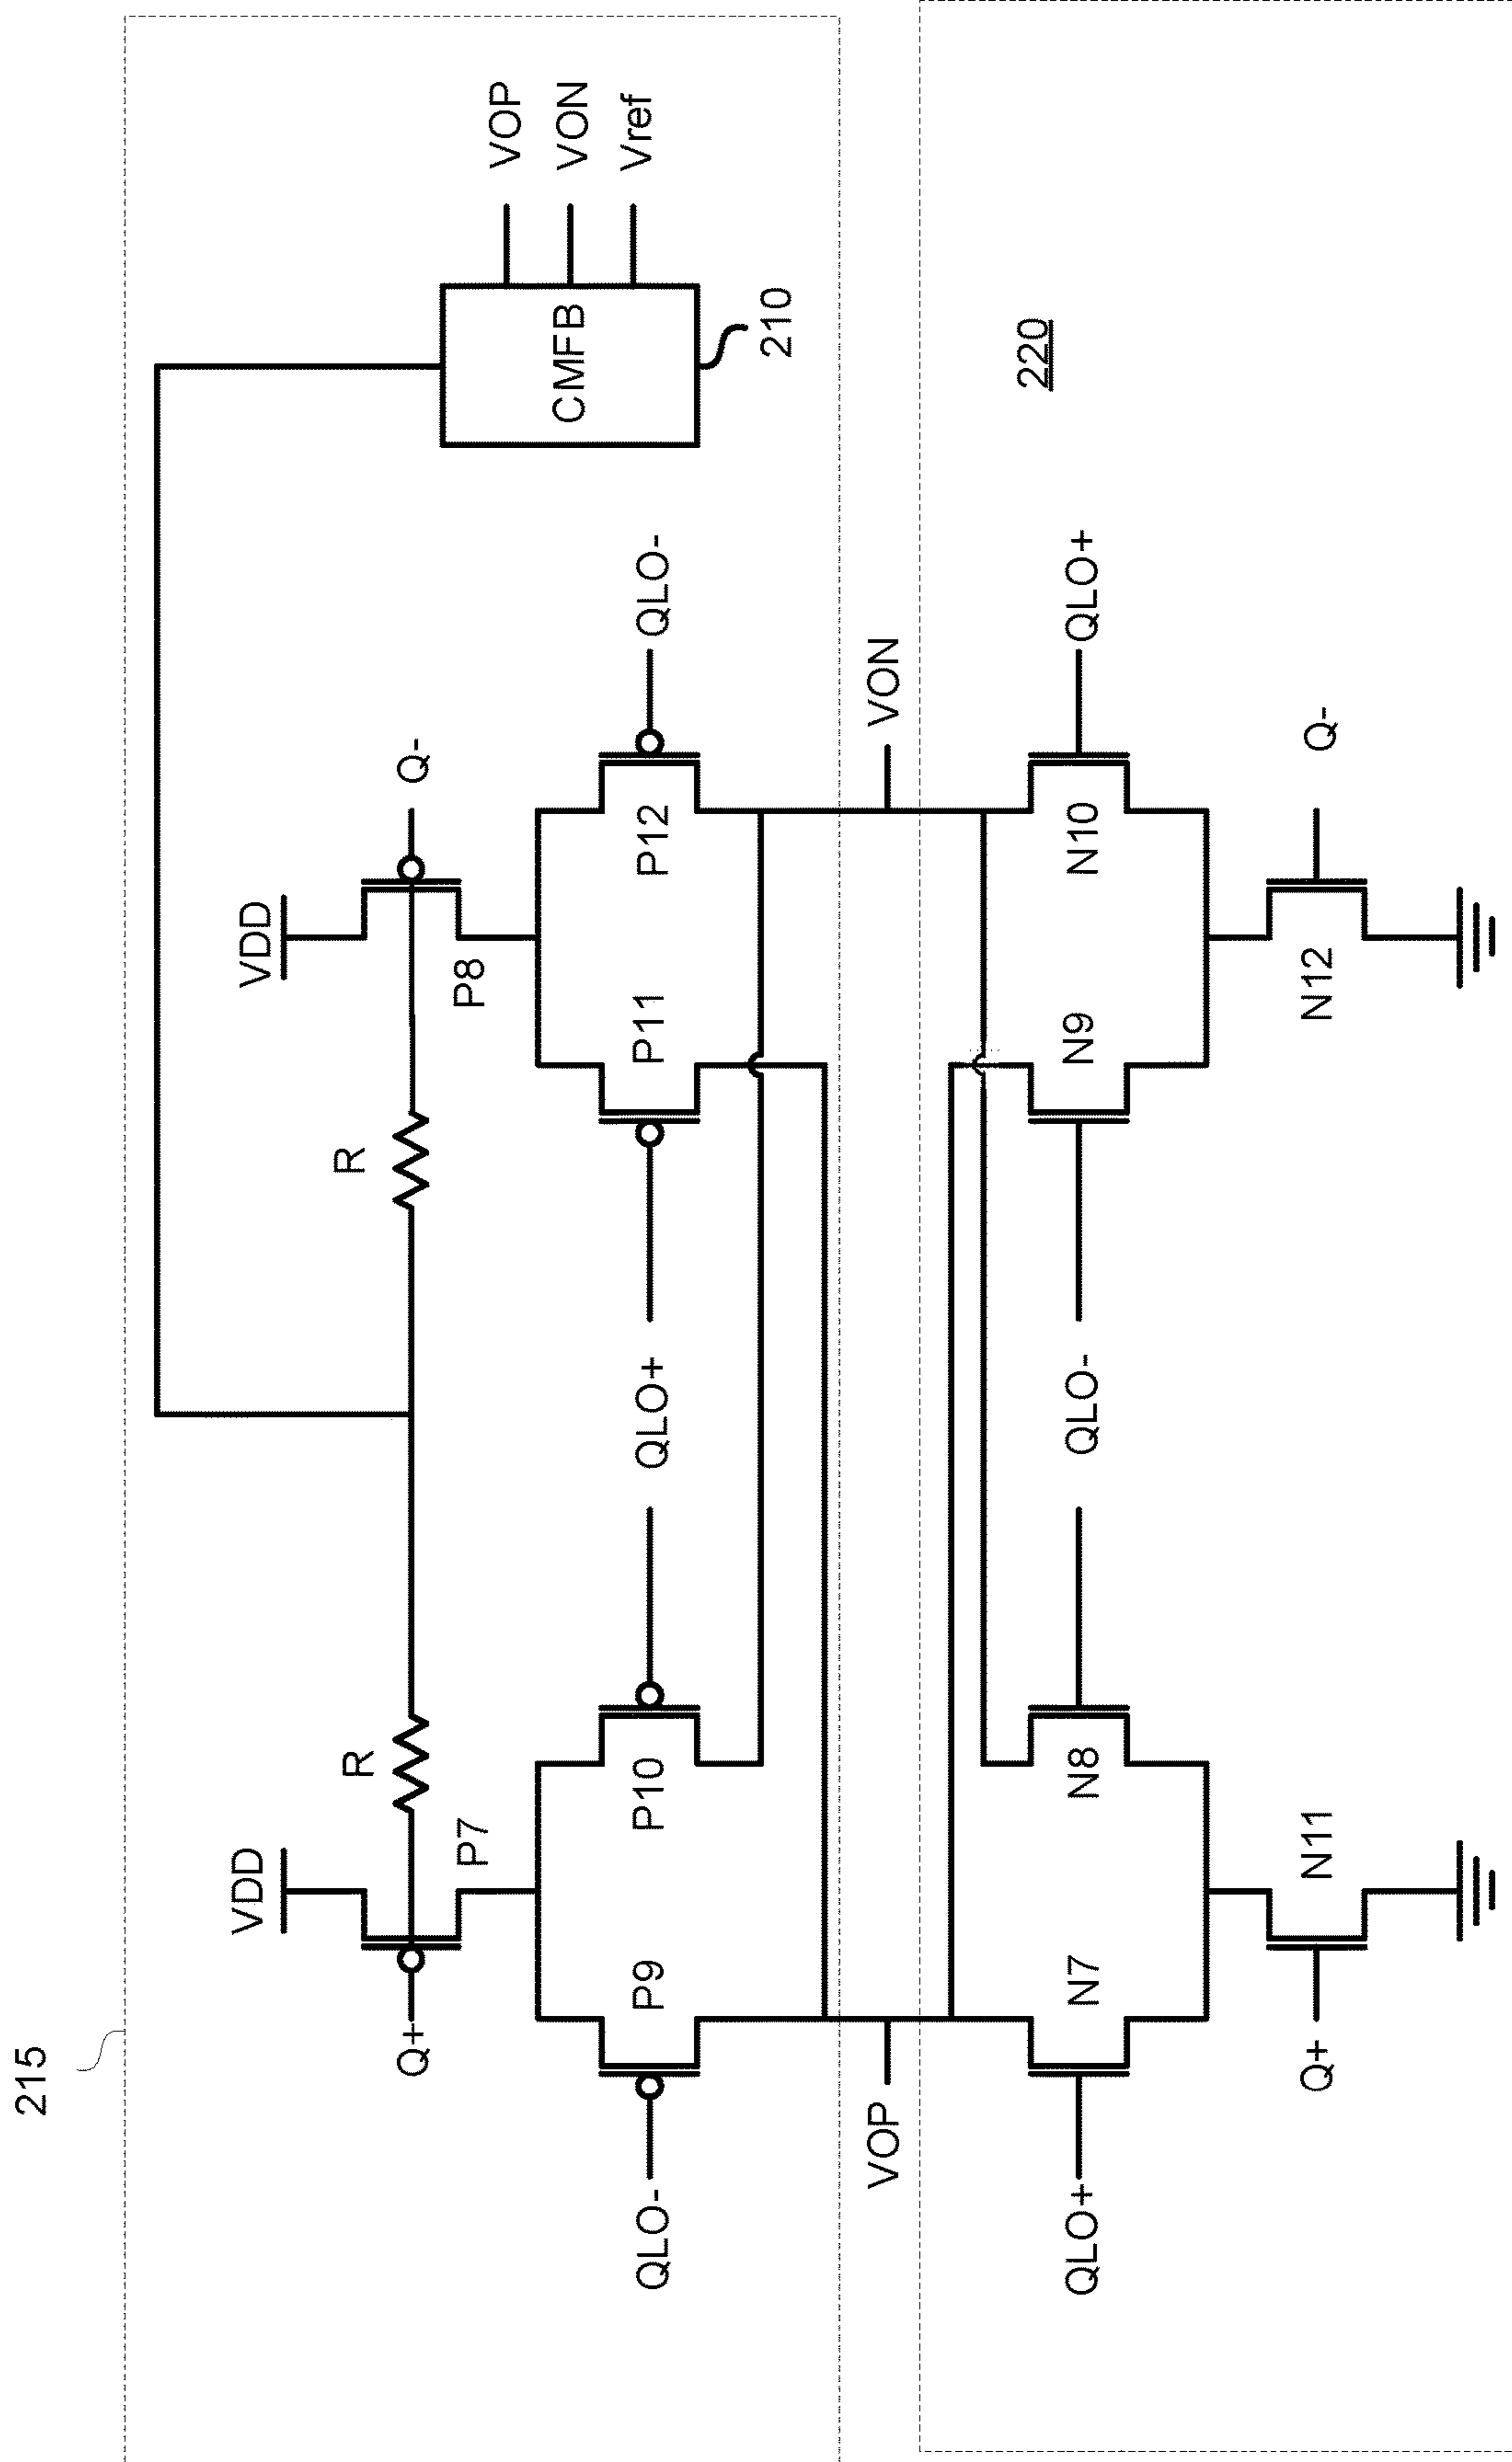 215
VDD
VDD
Q+
P7
R
R
P8
Q-
VOP
VON
Vref
CMFB
210
QLO-
P9
P10
QLO+
P11
P12
QLO-
VOP
VON
220
QLO+
N7
N8
QLO-
N9
N10
QLO+
Q+
N11
N12
Q-